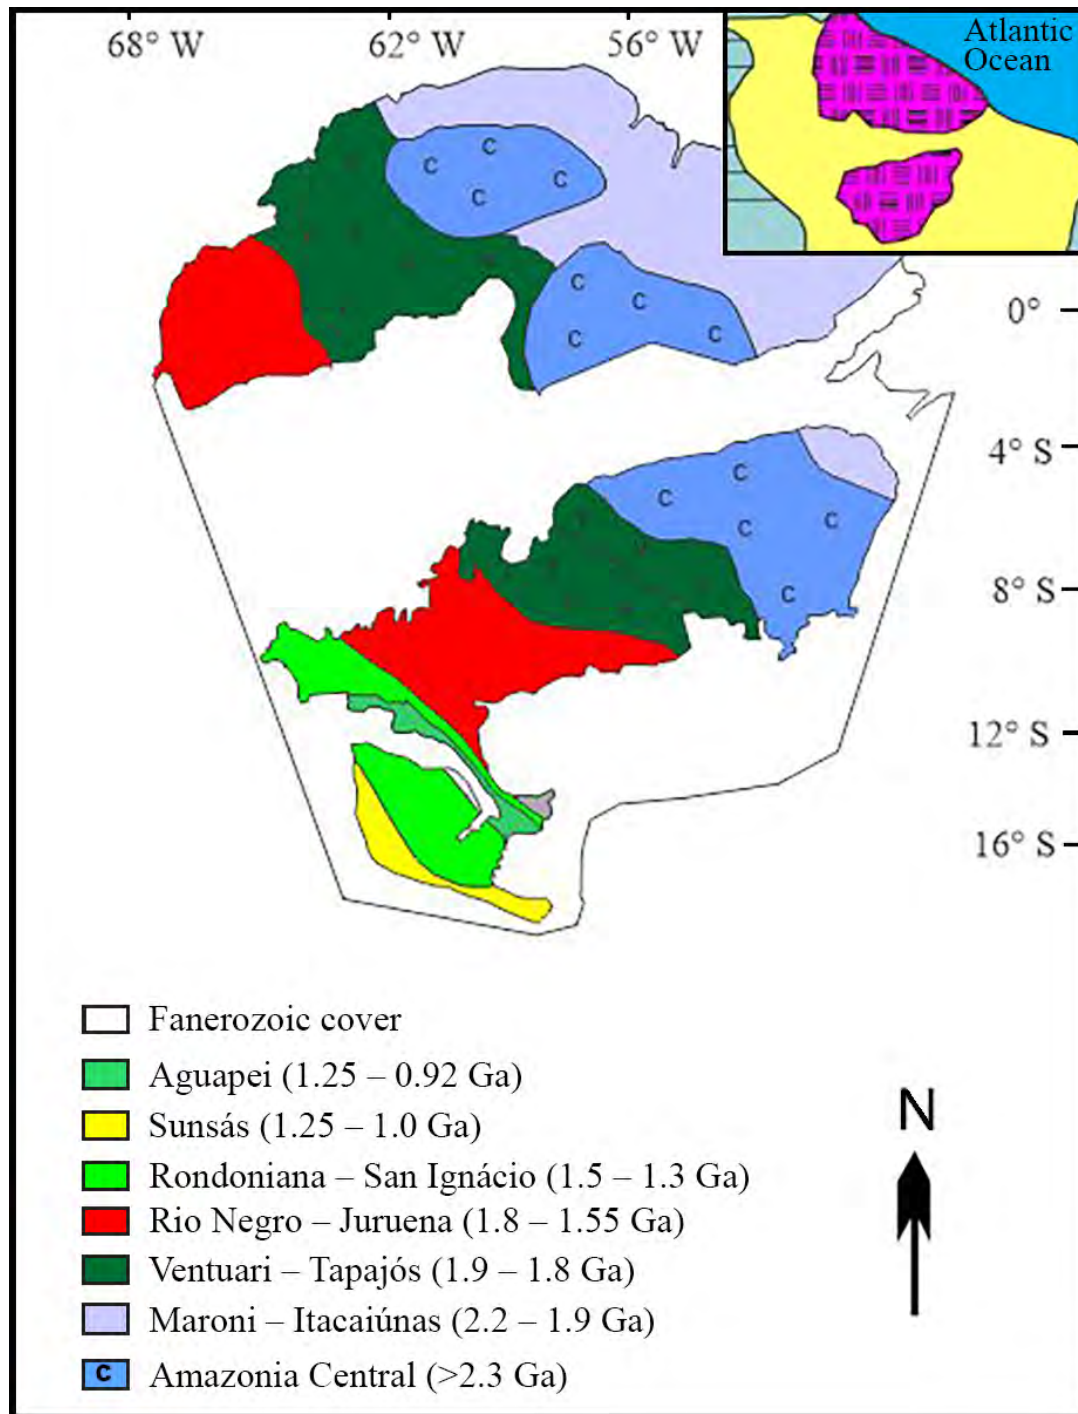 68° W 62° W 56° W
Atlantic
Ocean
C
C
C
C
C
C
C
C
0°
4° S
C
C
C
C
8° S
C
12° S
16° S
Fanerozoic cover
Aguapei (1.25 – 0.92 Ga)
Sunsás (1.25 – 1.0 Ga)
Rondoniana – San Ignácio (1.5 – 1.3 Ga)
Rio Negro – Juruena (1.8 – 1.55 Ga)
Ventuari – Tapajós (1.9 – 1.8 Ga)
Maroni – Itacaiúnas (2.2 – 1.9 Ga)
C Amazonia Central (>2.3 Ga)
N